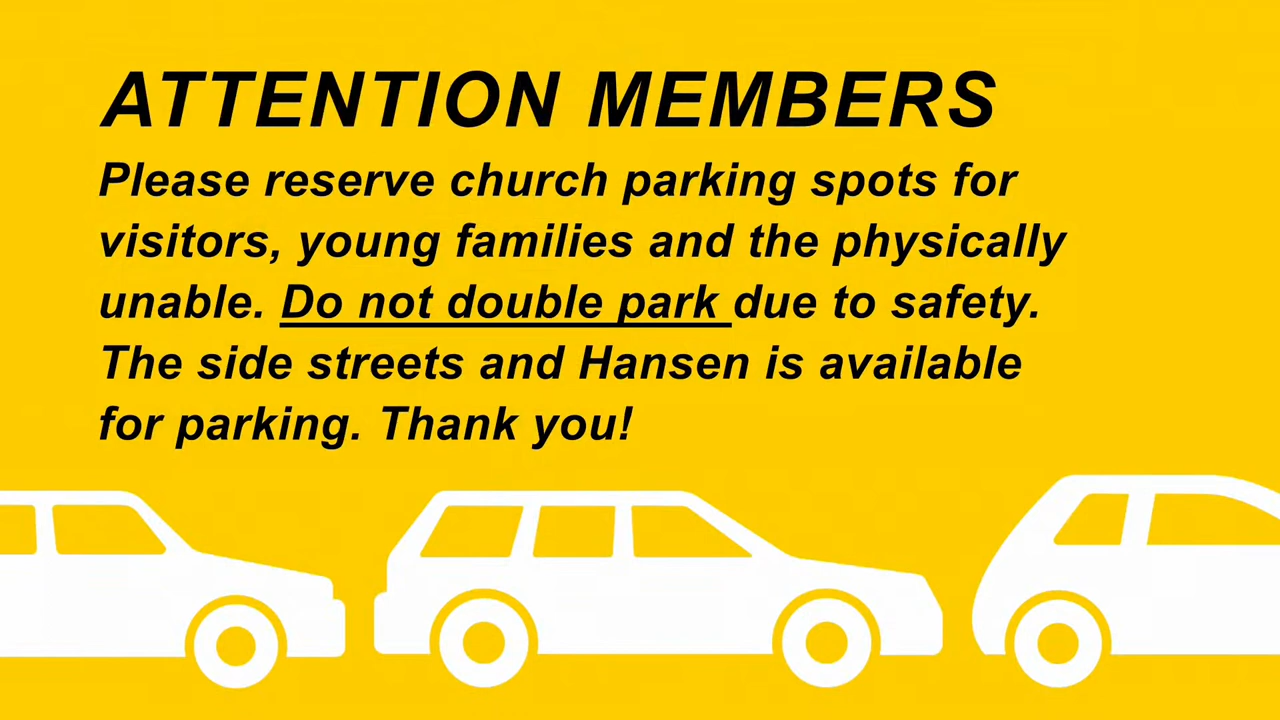 ATTENTION MEMBERS
Please reserve church parking spots for
visitors, young families and the physically
unable. Do not double park due to safety.
The side streets and Hansen is available
for parking. Thank you!